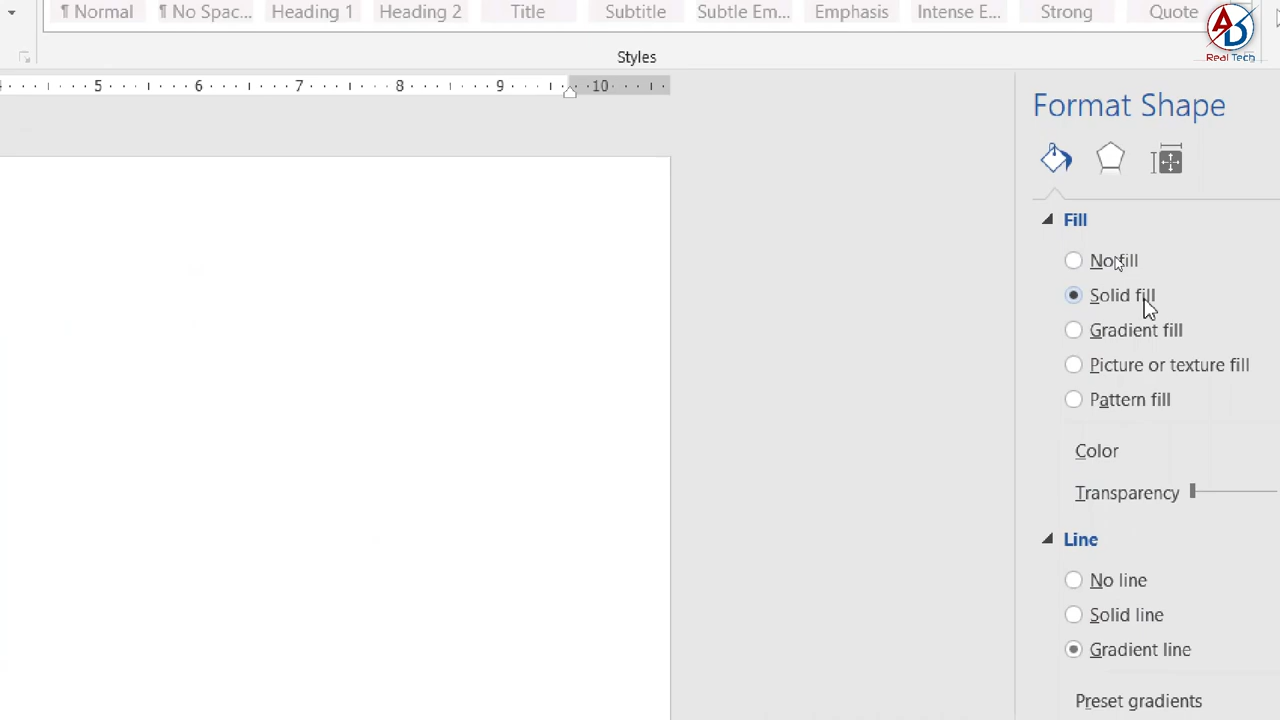 ¶ Normal ¶ No Spac... Heading 1 Heading 2 Title Subtitle Subtle Em... Emphasis Intense E... Strong Quote
AD
Real Tech
Styles
5 6 7 8 9 10
Format Shape
Fill
No fill
Solid fill
Gradient fill
Picture or texture fill
Pattern fill
Color
Transparency
Line
No line
Solid line
Gradient line
Preset gradients